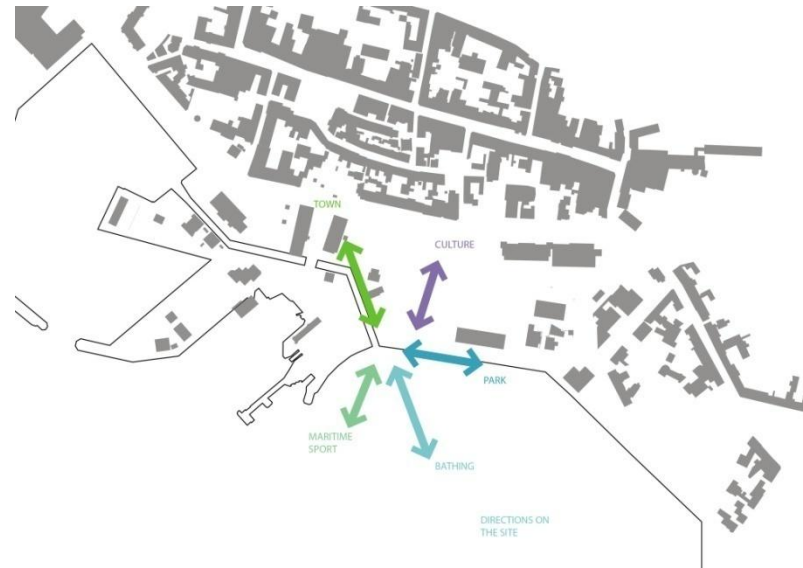 TOWN
CULTURE
PARK
MARITIME
SPORT
BATHING
DIRECTIONS ON
THE SITE